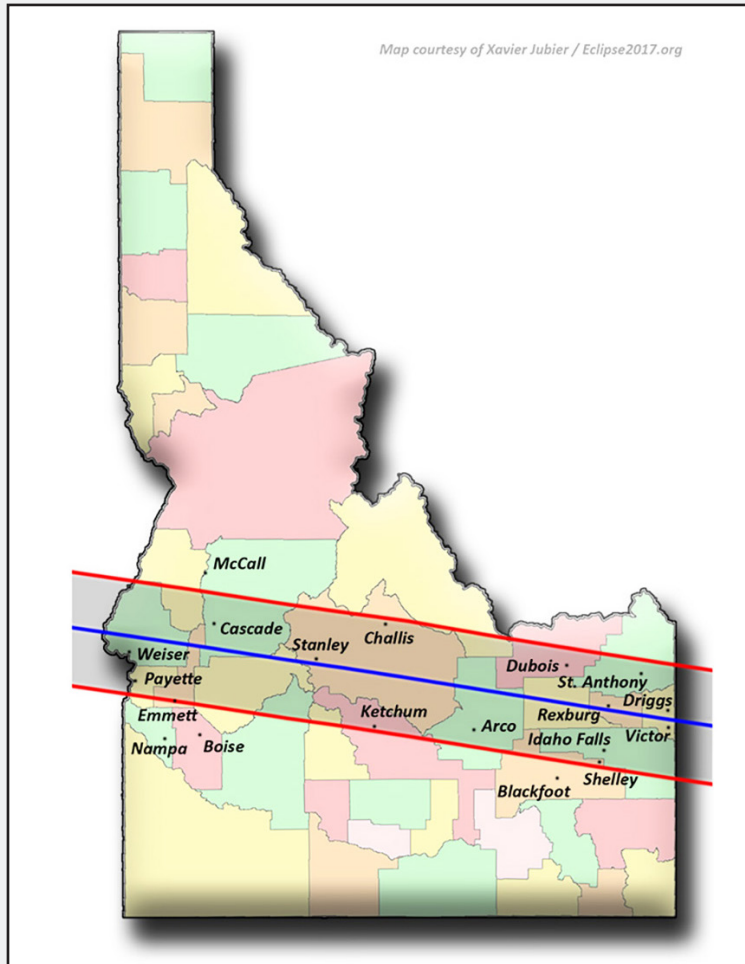 Map courtesy of Xavier Jubier / Eclipse2017.org
McCall
Cascade
Stanley
Challis
Weiser
Dubois
Payette
St. Anthony
Emmett
Ketchum
Rexburg
Driggs
Arco
Nampa
Boise
Idaho Falls
Victor
Shelley
Blackfoot